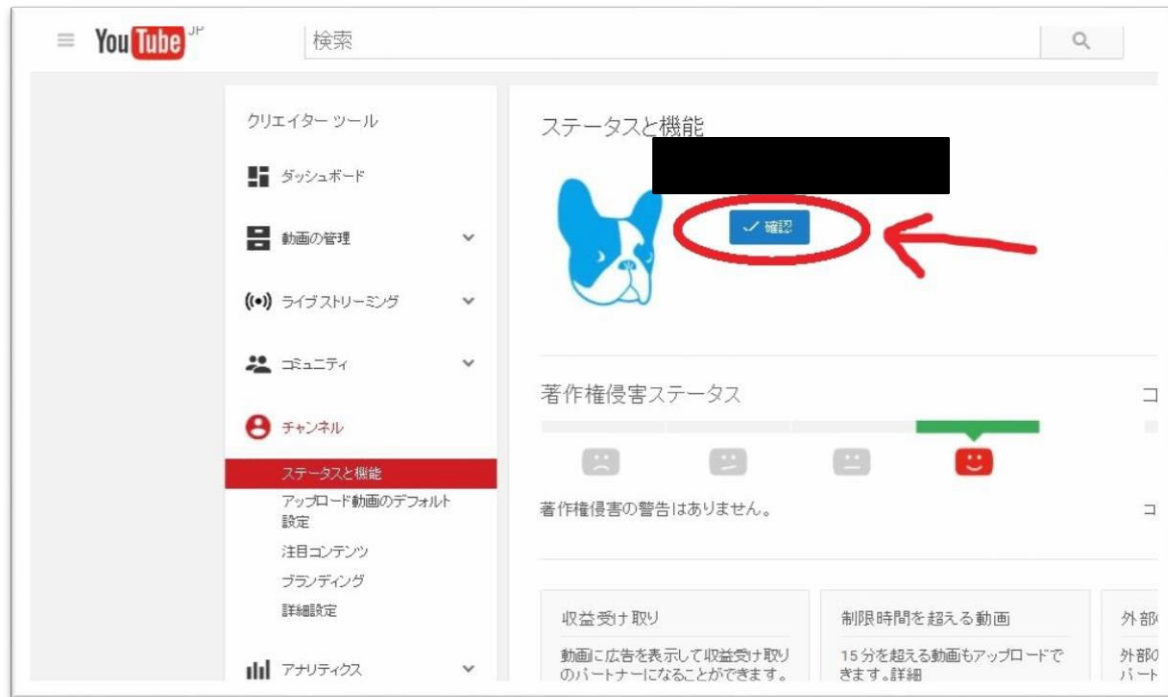 YouTube JP
検索
クリエイター ツール
ダッシュボード
動画の管理
ライブ ストリーミング
コミュニティ
チャンネル
ステータスと機能
アップロード動画のデフォルト
設定
注目コンテンツ
ブランディング
詳細設定
アナリティクス
ステータスと機能
確認
著作権侵害ステータス
コ
著作権侵害の警告はありません。
コ
収益受け取り
動画に広告を表示して収益受け取り
のパートナーになることができます。
制限時間を超える動画
15 分を超える動画もアップロードで
きます。詳細
外部
外部の
パート